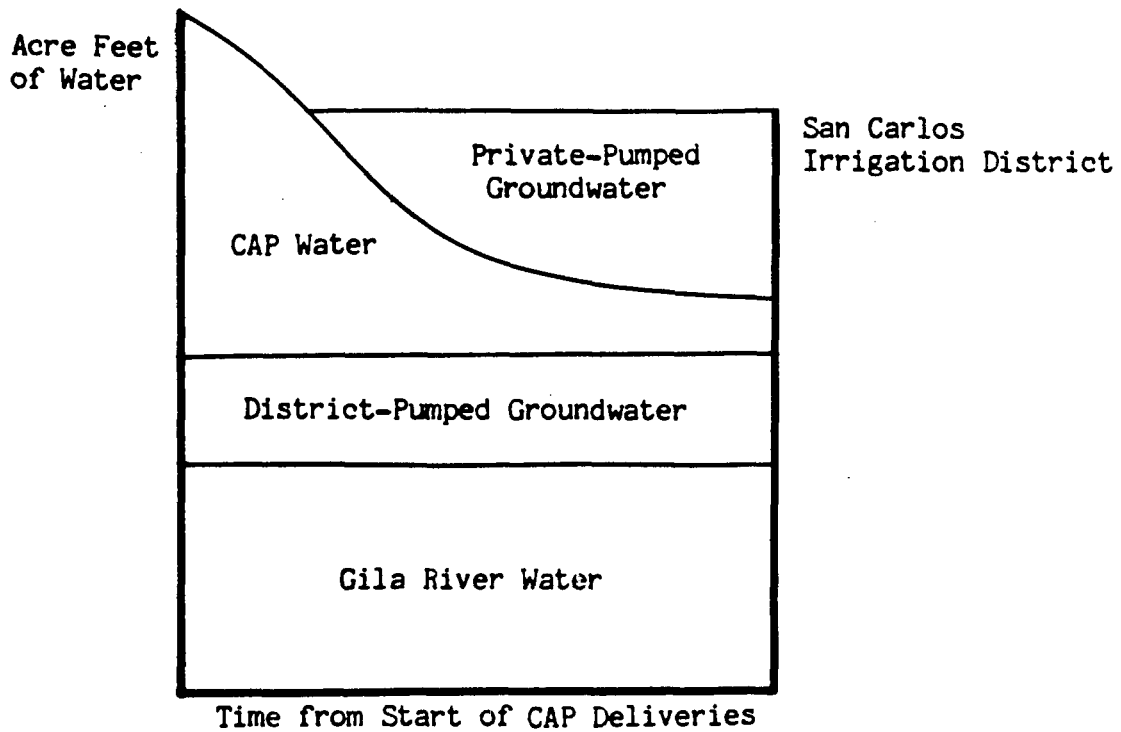 Acre Feet
of Water
San Carlos
Irrigation District
Private-Pumped
Groundwater
CAP Water
District-Pumped Groundwater
Gila River Water
Time from Start of CAP Deliveries